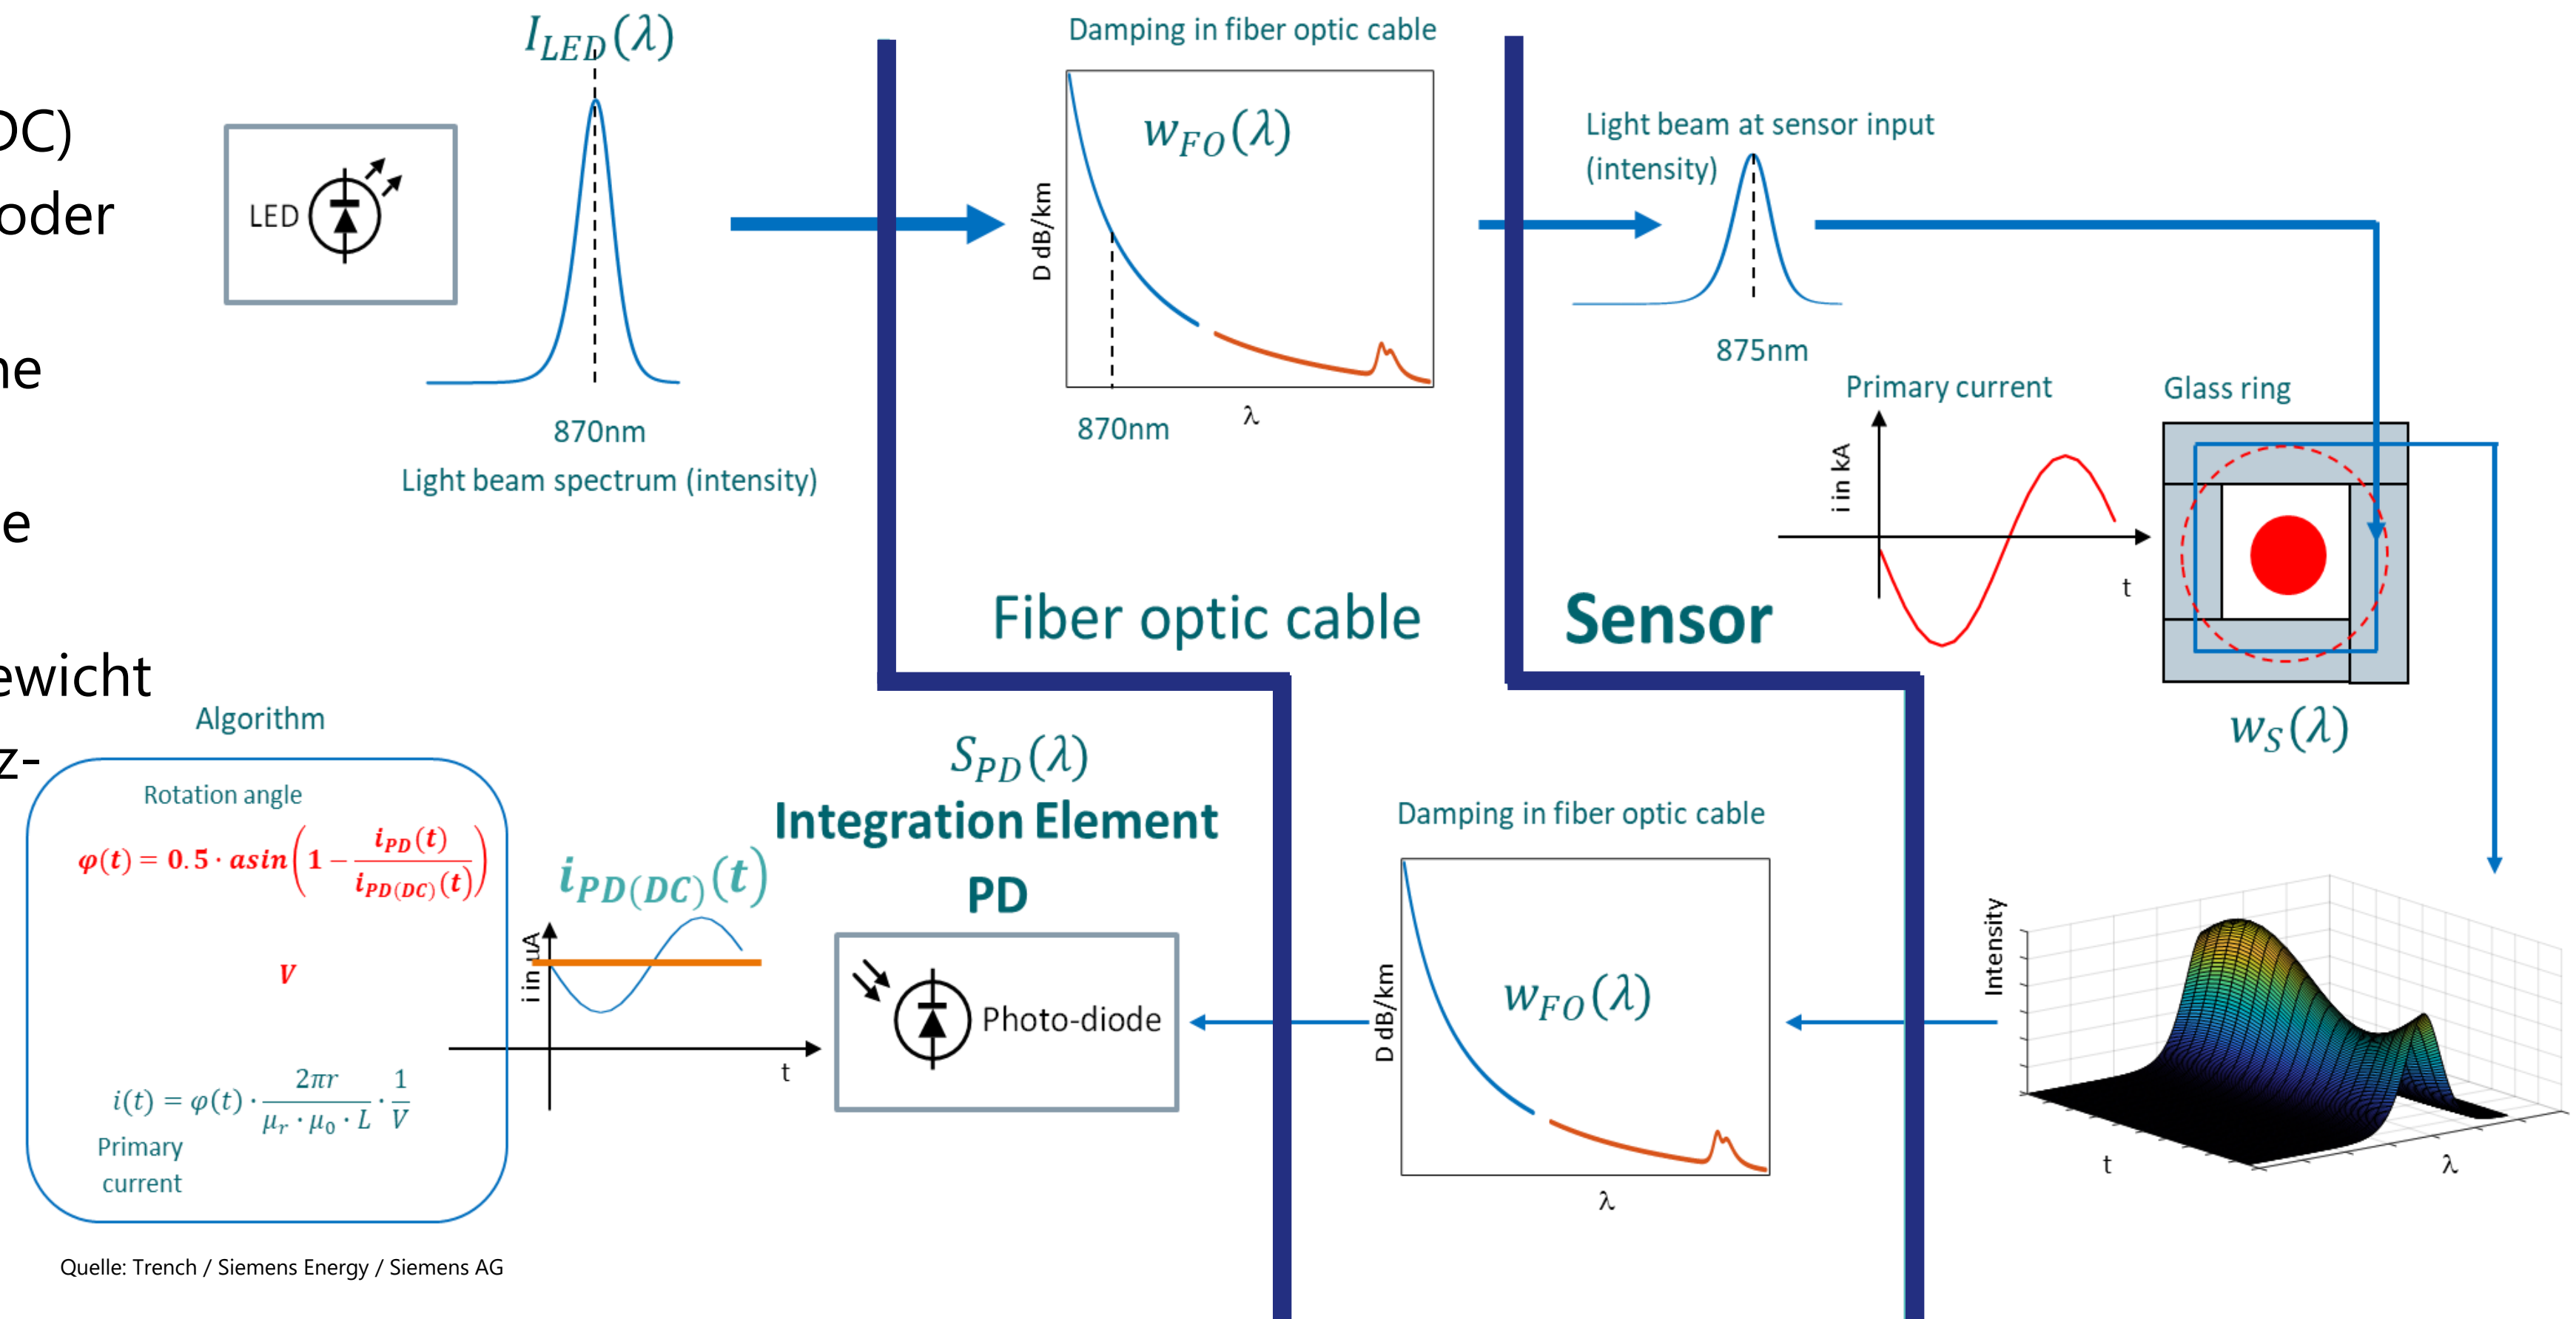 DC)
oder
ne
e
ewicht
z-
I_LED(λ)
LED
870nm
Light beam spectrum (intensity)
Damping in fiber optic cable
w_FO(λ)
D dB/km
870nm
λ
Light beam at sensor input
(intensity)
875nm
Primary current
i in kA
t
Glass ring
w_S(λ)
Fiber optic cable
Sensor
Algorithm
Rotation angle
φ(t) = 0.5 · asin(1 − i_PD(t) / i_PD(DC)(t))
V
i(t) = φ(t) · 2πr / (μ_r · μ_0 · L) · 1 / V
Primary
current
i_PD(DC)(t)
i in µA
t
S_PD(λ)
Integration Element
PD
Photo-diode
Damping in fiber optic cable
w_FO(λ)
D dB/km
λ
Intensity
t
λ
Quelle: Trench / Siemens Energy / Siemens AG